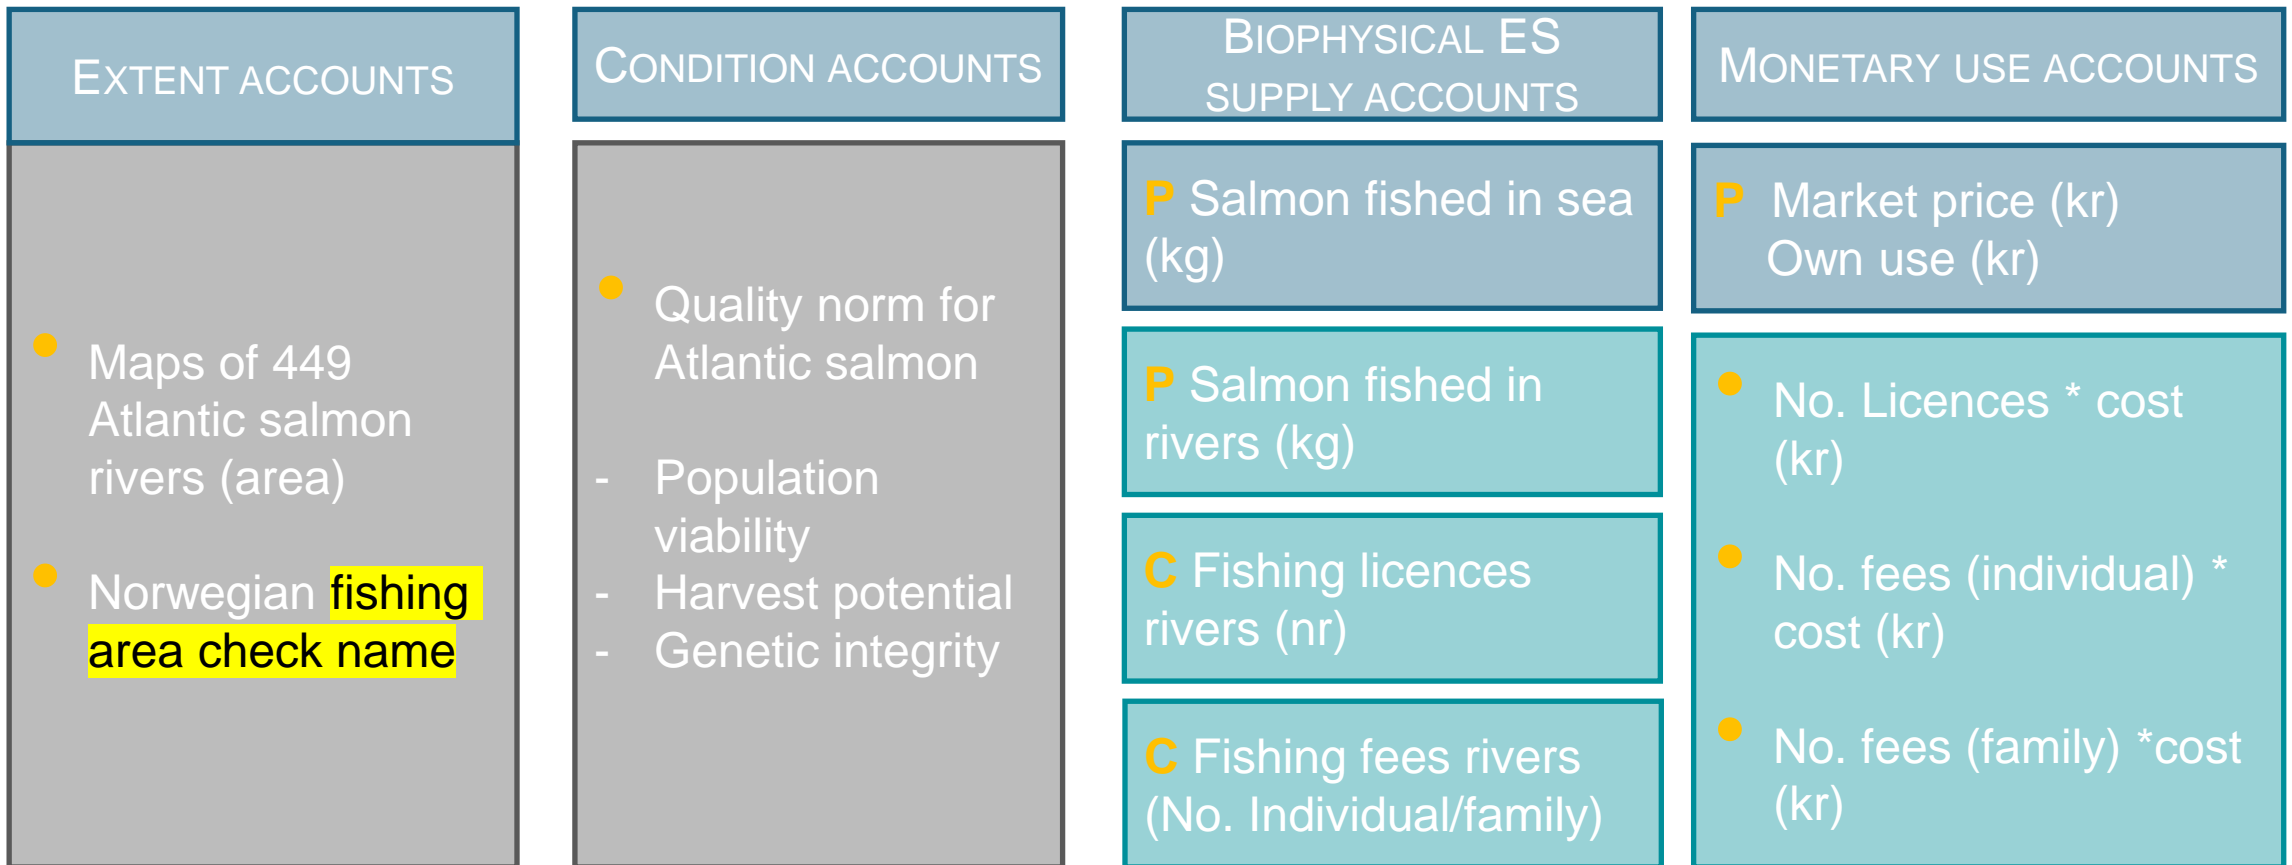 EXTENT ACCOUNTS
Maps of 449
Atlantic salmon
rivers (area)
Norwegian fishing
area check name
CONDITION ACCOUNTS
Quality norm for
Atlantic salmon
- Population
viability
- Harvest potential
- Genetic integrity
BIOPHYSICAL ES
SUPPLY ACCOUNTS
P Salmon fished in sea
(kg)
P Salmon fished in
rivers (kg)
C Fishing licences
rivers (nr)
C Fishing fees rivers
(No. Individual/family)
MONETARY USE ACCOUNTS
P Market price (kr)
Own use (kr)
No. Licences * cost
(kr)
No. fees (individual) *
cost (kr)
No. fees (family) *cost
(kr)